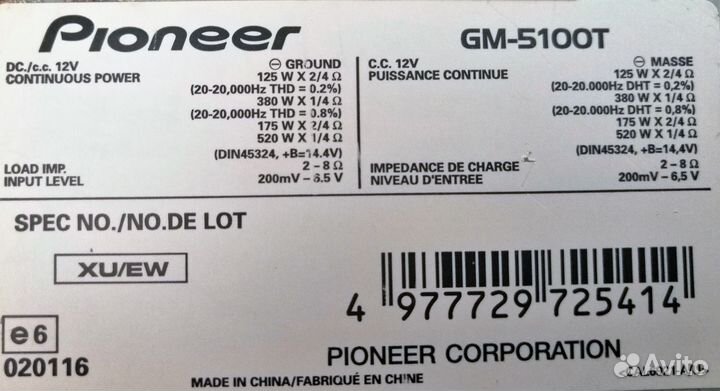 Pioneer GM-5100T
DC./c.c. 12V ⊖ GROUND
CONTINUOUS POWER 125 W X 2/4 Ω
(20-20,000Hz THD = 0.2%)
380 W X 1/4 Ω
(20-20,000Hz THD = 0.8%)
175 W X 2/4 Ω
520 W X 1/4 Ω
(DIN45324, +B=14.4V)
LOAD IMP. 2 – 8 Ω
INPUT LEVEL 200mV – 6.5 V
C.C. 12V ⊖ MASSE
PUISSANCE CONTINUE 125 W X 2/4 Ω
(20-20.000Hz DHT = 0,2%)
380 W X 1/4 Ω
(20-20.000Hz DHT = 0,8%)
175 W X 2/4 Ω
520 W X 1/4 Ω
(DIN45324, +B=14,4V)
IMPEDANCE DE CHARGE 2 – 8 Ω
NIVEAU D'ENTREE 200mV – 6,5 V
SPEC NO./NO.DE LOT
XU/EW
4 977729 725414
e6
020116
PIONEER CORPORATION
MADE IN CHINA/FABRIQUÉ EN CHINE
Avito